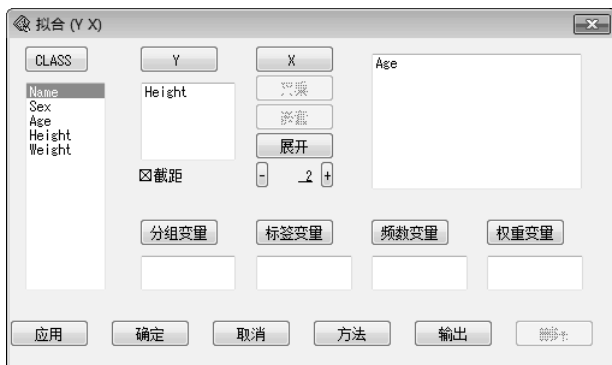 拟合 (Y X)
CLASS
Y
X
Name
Sex
Age
Height
Weight
Height
截距
展开
- 2 +
Age
分组变量
标签变量
频数变量
权重变量
应用
确定
取消
方法
输出